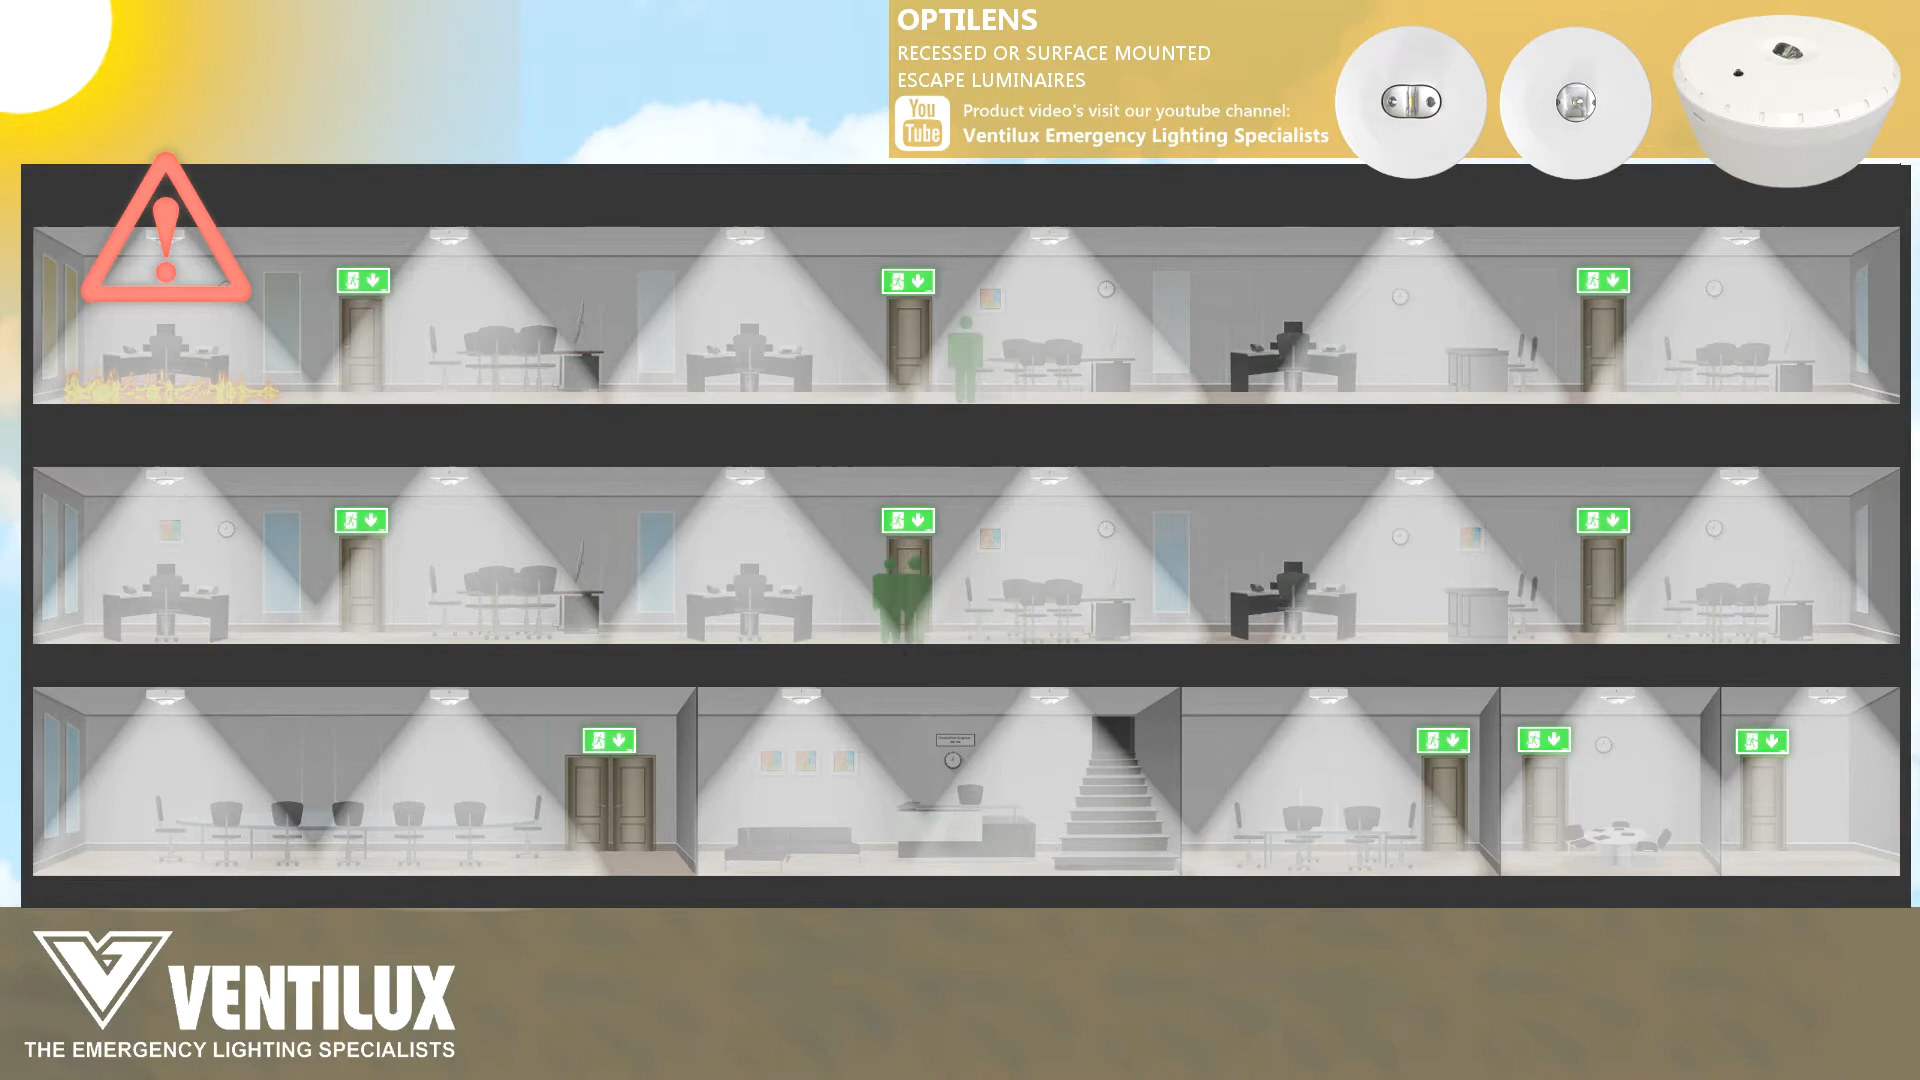 OPTILENS
RECESSED OR SURFACE MOUNTED
ESCAPE LUMINAIRES
You
Tube
Product video's visit our youtube channel:
Ventilux Emergency Lighting Specialists
VENTILUX
THE EMERGENCY LIGHTING SPECIALISTS